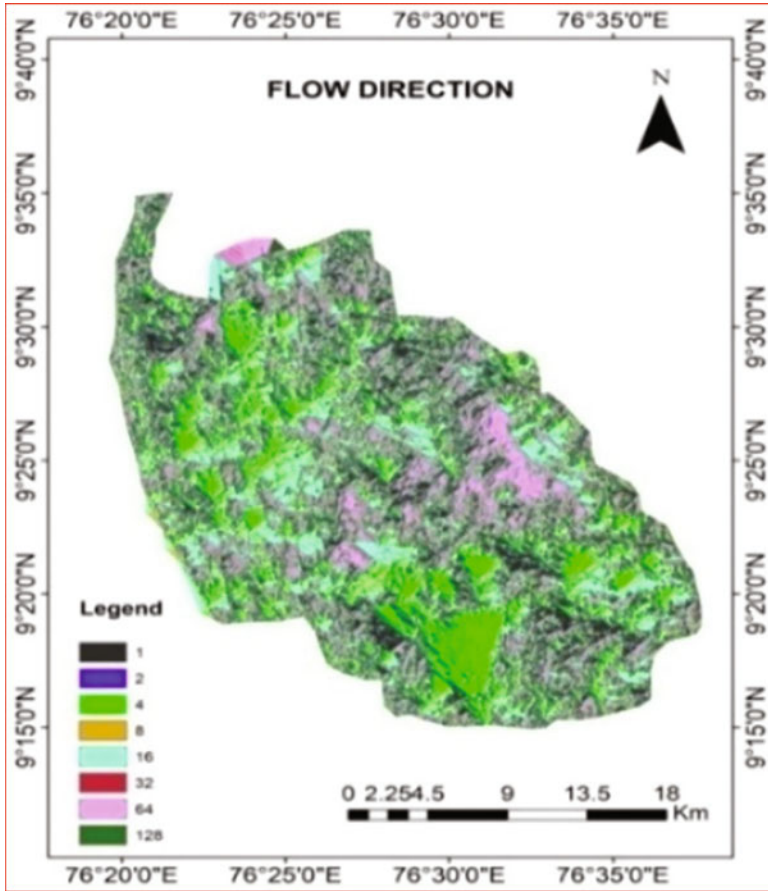 76°20'0"E 76°25'0"E 76°30'0"E 76°35'0"E
FLOW DIRECTION
N
9°40'0"N 9°40'0"N
9°35'0"N 9°35'0"N
9°30'0"N 9°30'0"N
9°25'0"N 9°25'0"N
9°20'0"N 9°20'0"N
9°15'0"N 9°15'0"N
Legend
1
2
4
8
16
32
64
128
0 2.25 4.5 9 13.5 18
Km
76°20'0"E 76°25'0"E 76°30'0"E 76°35'0"E